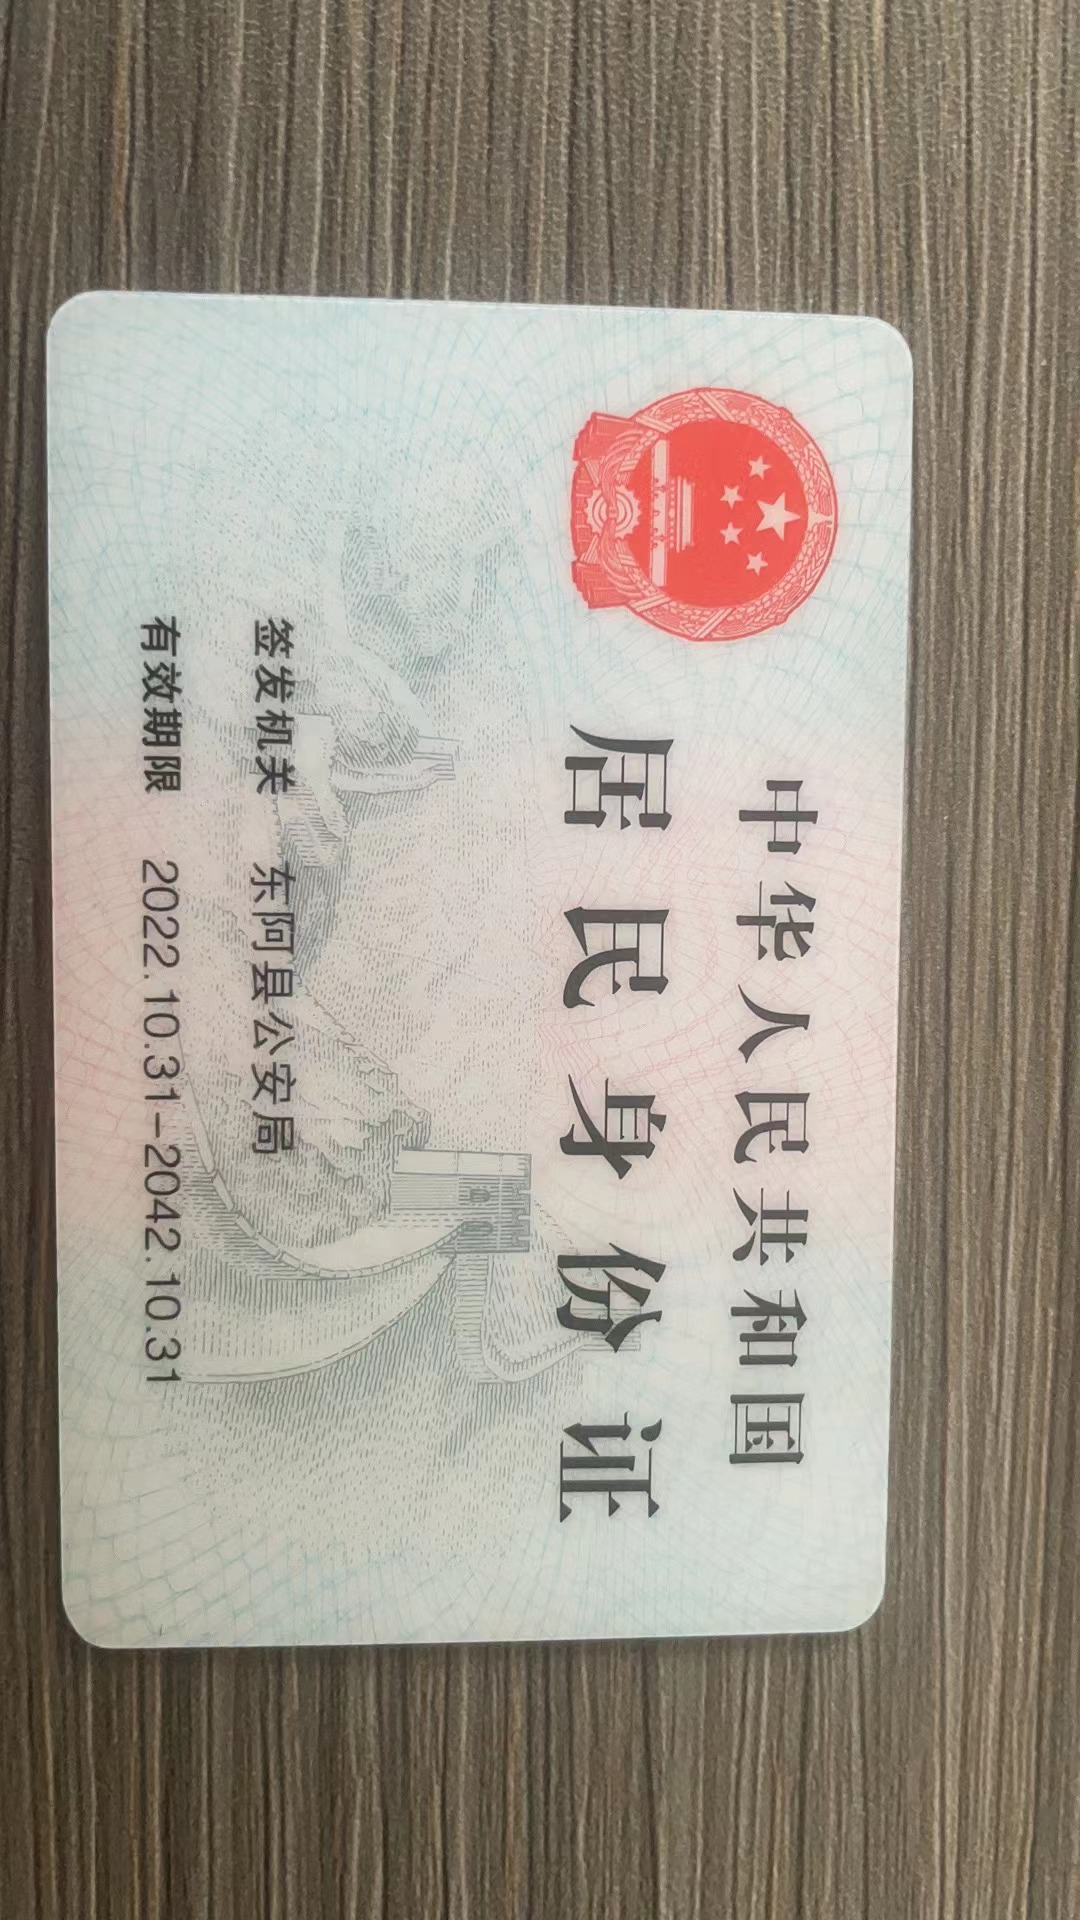 中华人民共和国
居民身份证
签发机关 东阿县公安局
有效期限 2022.10.31-2042.10.31